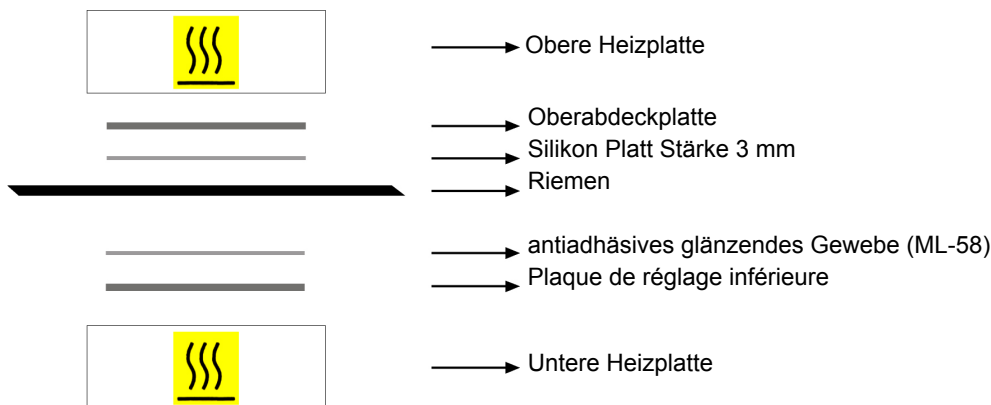 Obere Heizplatte
Oberabdeckplatte
Silikon Platt Stärke 3 mm
Riemen
antiadhäsives glänzendes Gewebe (ML-58)
Plaque de réglage inférieure
Untere Heizplatte